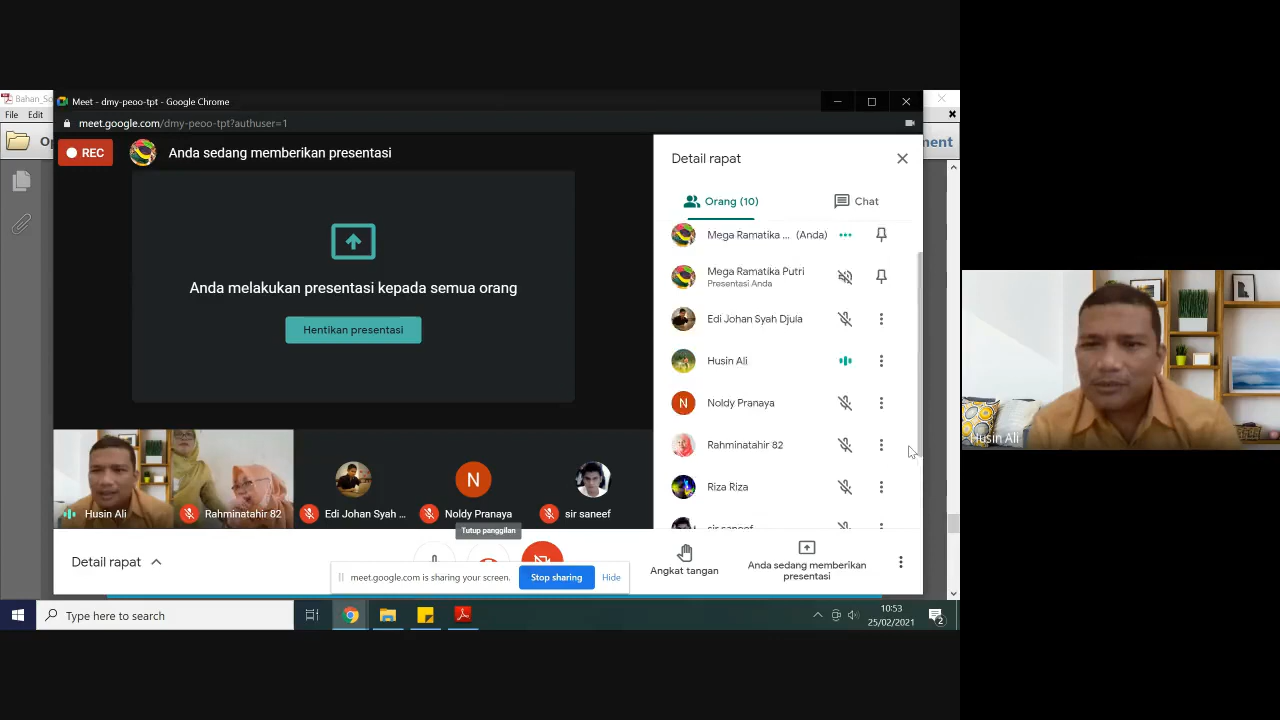 Bahan_So
Meet - dmy-peoo-tpt - Google Chrome
File Edit
meet.google.com/dmy-peoo-tpt?authuser=1
Op
ment
REC
Anda sedang memberikan presentasi
Anda melakukan presentasi kepada semua orang
Hentikan presentasi
Detail rapat
Orang (10)
Chat
Mega Ramatika ... (Anda)
Mega Ramatika Putri
Presentasi Anda
Edi Johan Syah Djula
Husin Ali
N Noldy Pranaya
Rahminatahir 82
Riza Riza
sir saneef
Husin Ali
Rahminatahir 82
Edi Johan Syah ...
N
Noldy Pranaya
sir saneef
Tutup panggilan
Detail rapat
Angkat tangan
Anda sedang memberikan
presentasi
meet.google.com is sharing your screen.
Stop sharing
Hide
Type here to search
10:53
25/02/2021
2
Husin Ali